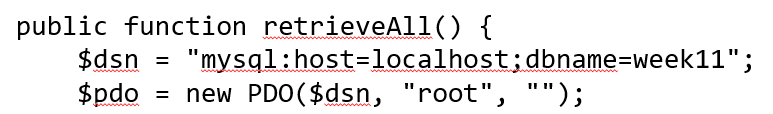 public function retrieveAll() {
$dsn = "mysql:host=localhost;dbname=week11";
$pdo = new PDO($dsn, "root", "");